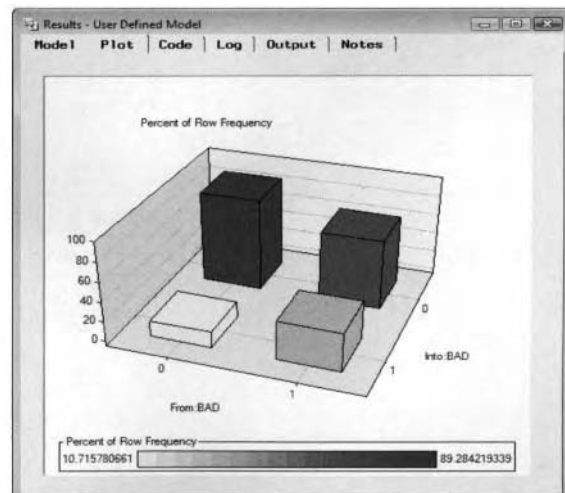 Results - User Defined Model
Model Plot Code Log Output Notes
Percent of Row Frequency
100
80
60
40
20
0
0
1
From:BAD
0
1
Into:BAD
Percent of Row Frequency
10.715780661 89.284219339